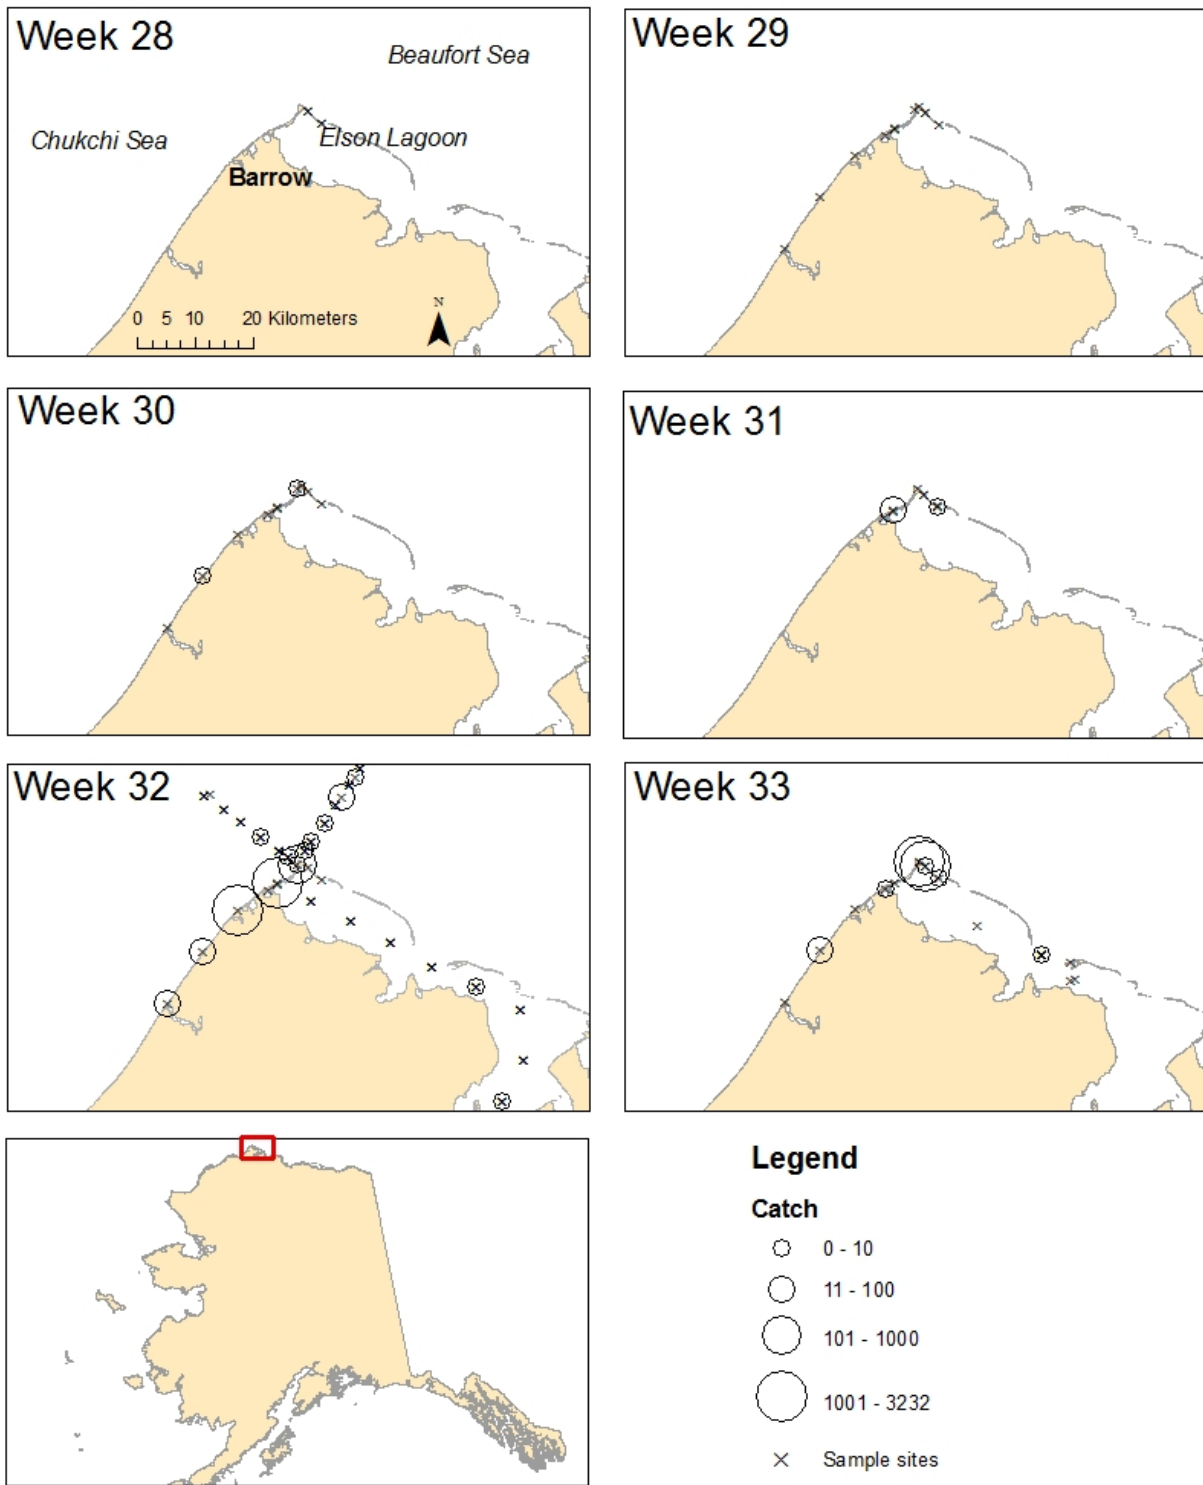 Week 28
Beaufort Sea
Chukchi Sea
Elson Lagoon
Barrow
0 5 10 20 Kilometers
N
Week 29
Week 30
Week 31
Week 32
Week 33
Legend
Catch
0 - 10
11 - 100
101 - 1000
1001 - 3232
Sample sites